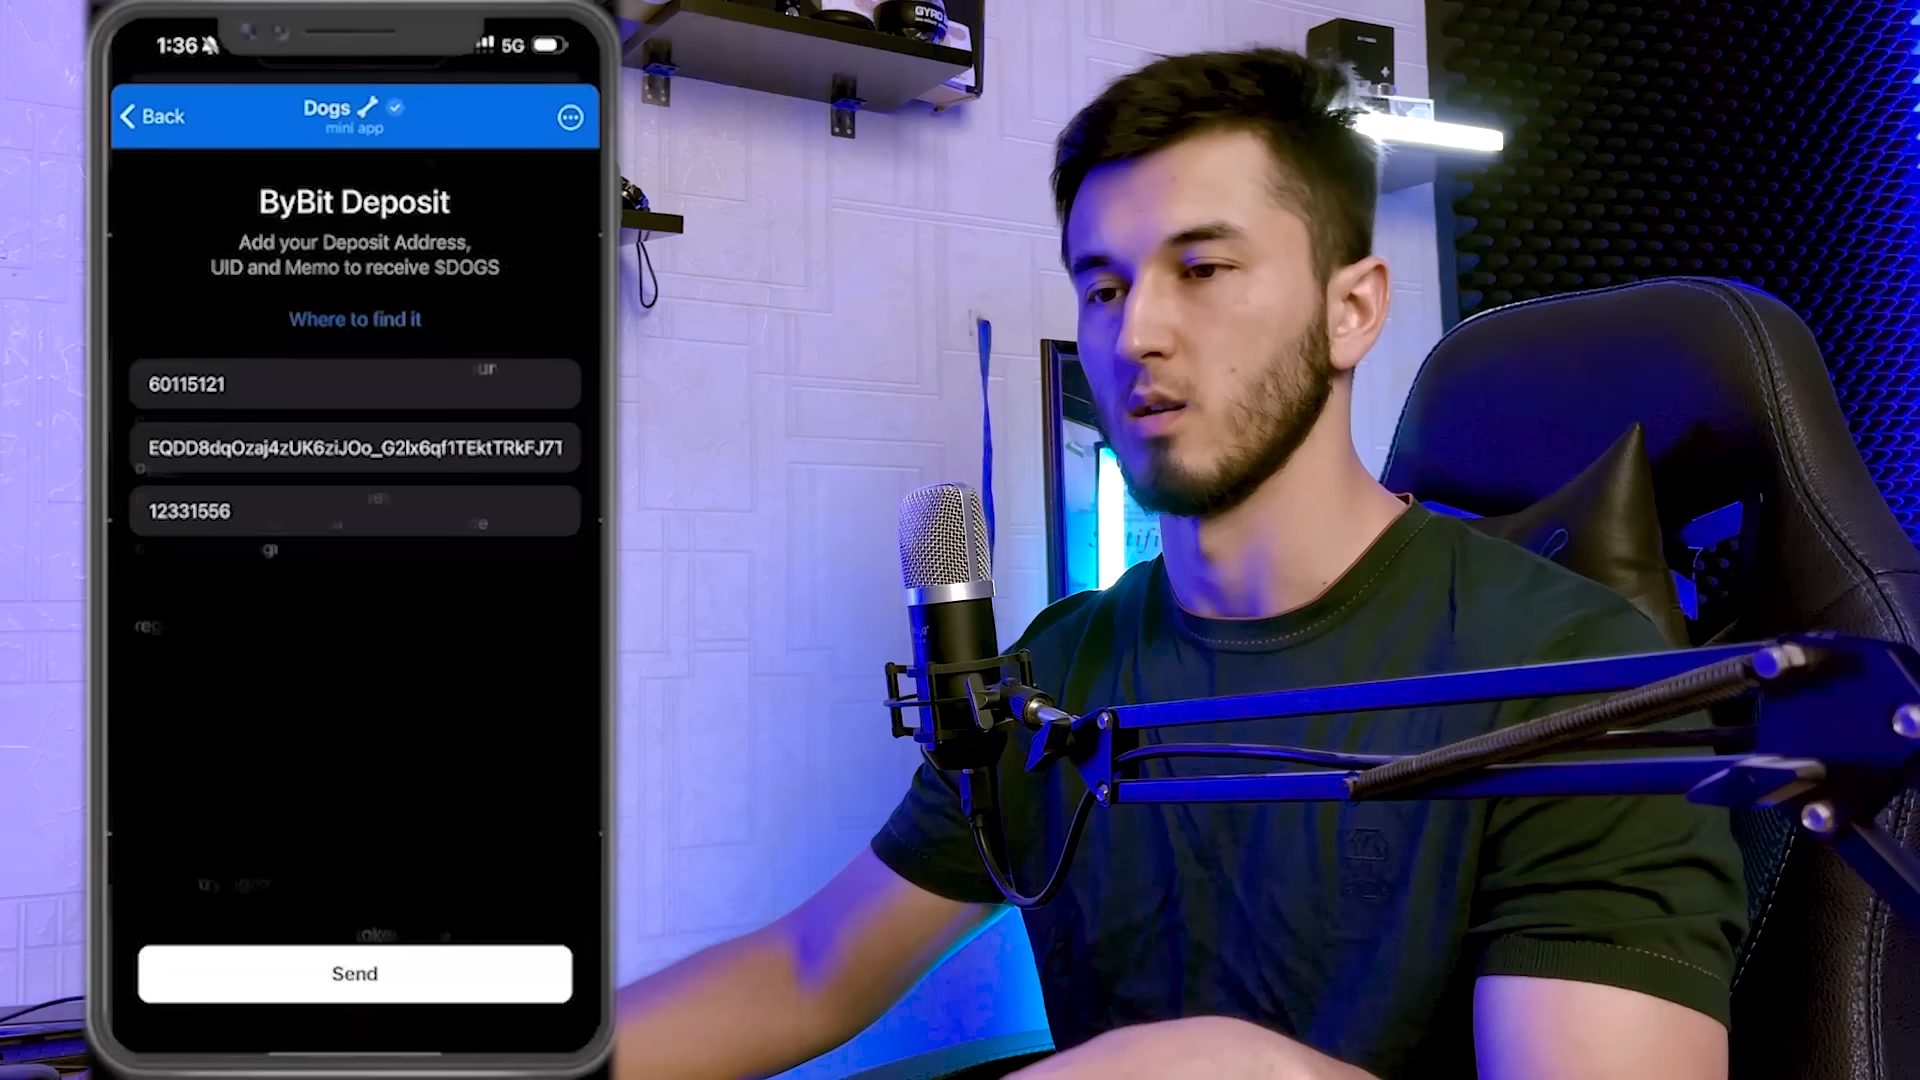 1:36
5G
Back
Dogs
mini app
ByBit Deposit
Add your Deposit Address,
UID and Memo to receive $DOGS
Where to find it
60115121
EQDD8dqOzaj4zUK6ziJOo_G2lx6qf1TEktTRkFJ7T
12331556
Send
GYRO